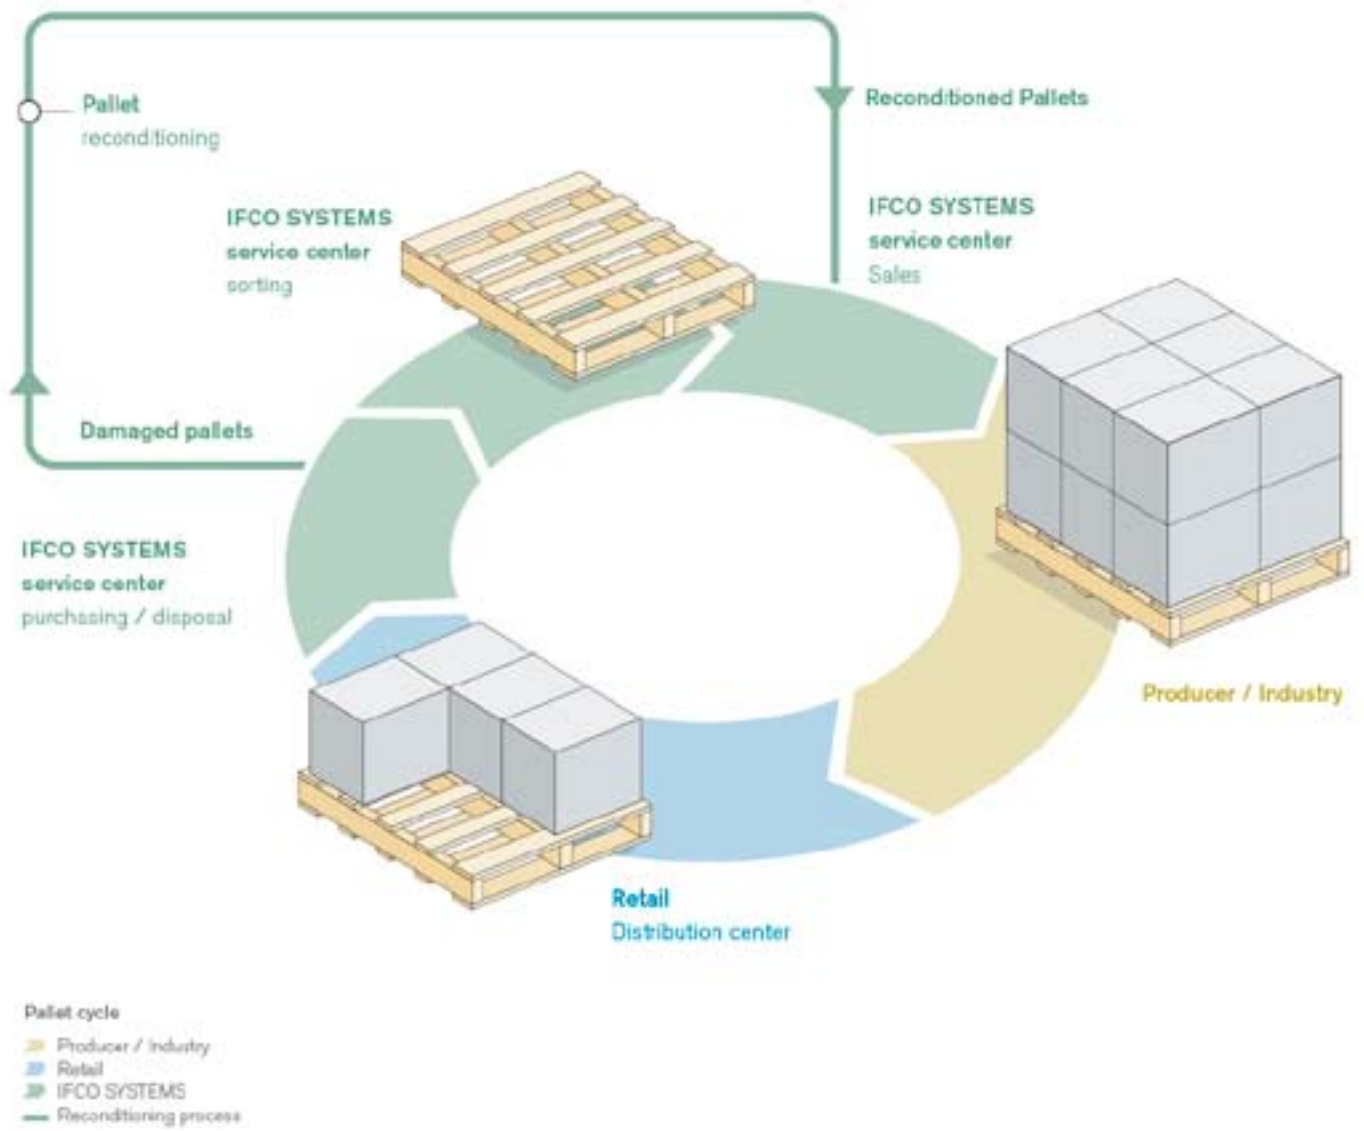 Pallet
reconditioning
Reconditioned Pallets
IFCO SYSTEMS
service center
sorting
IFCO SYSTEMS
service center
Sales
Damaged pallets
IFCO SYSTEMS
service center
purchasing / disposal
Producer / Industry
Retail
Distribution center
Pallet cycle
Producer / Industry
Retail
IFCO SYSTEMS
Reconditioning process